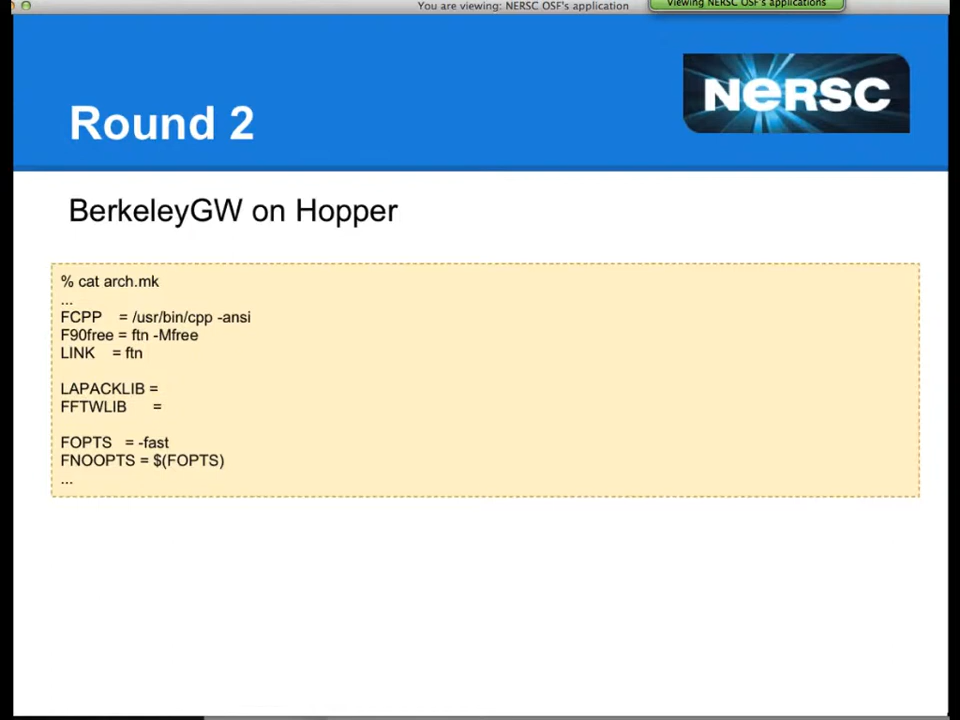 You are viewing: NERSC OSF's application
Viewing NERSC OSF's applications
NERSC
Round 2
BerkeleyGW on Hopper
% cat arch.mk
...
FCPP = /usr/bin/cpp -ansi
F90free = ftn -Mfree
LINK = ftn
LAPACKLIB =
FFTWLIB =
FOPTS = -fast
FNOOPTS = $(FOPTS)
...